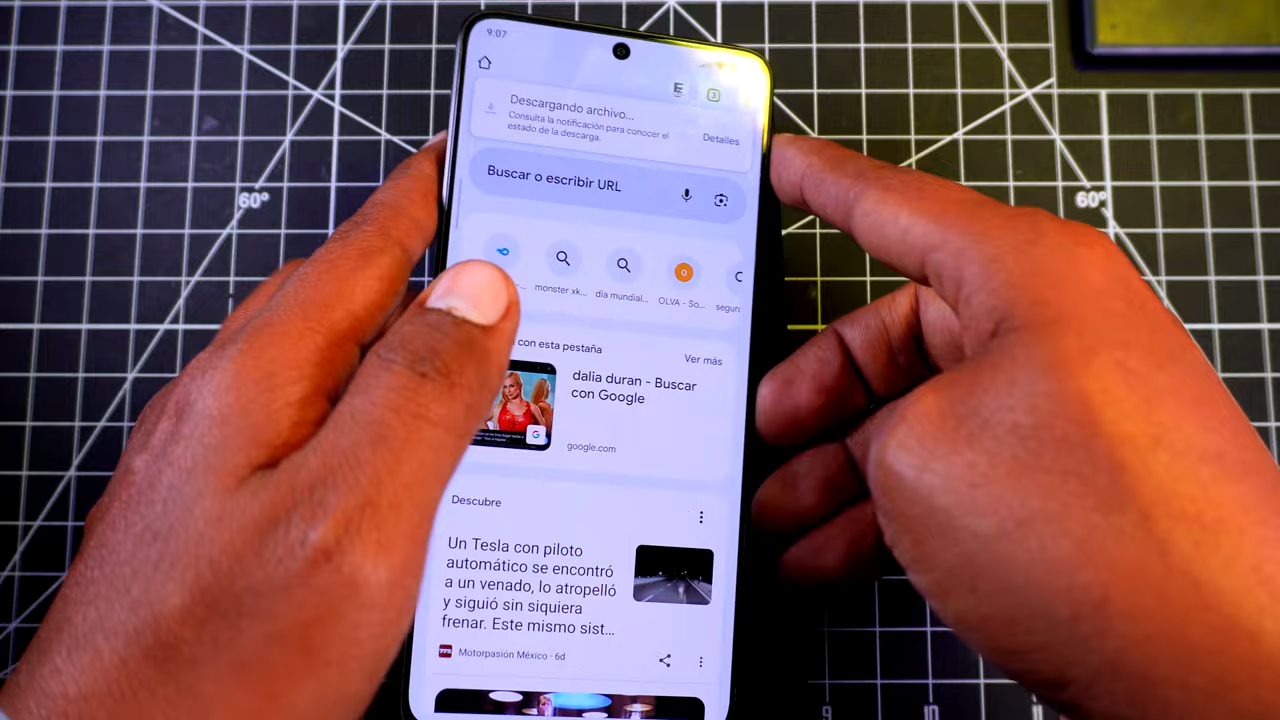 9:07
3
Descargando archivo...
Consulta la notificación para conocer el
estado de la descarga.
Detalles
Buscar o escribir URL
60°
60°
monster xk...
día mundial...
OLVA - So...
segur
con esta pestaña
Ver más
dalia duran - Buscar
con Google
G
google.com
Descubre
Un Tesla con piloto
automático se encontró
a un venado, lo atropelló
y siguió sin siquiera
frenar. Este mismo sist...
Motorpasión México · 6d